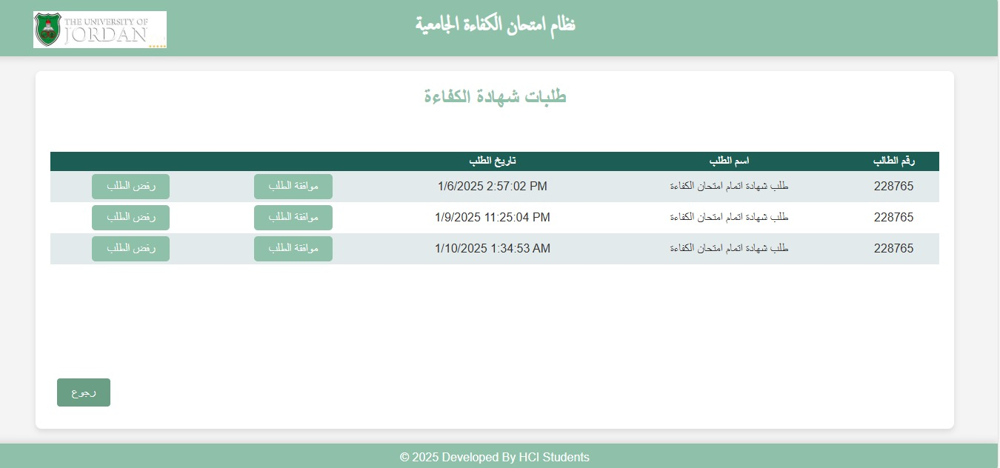 THE UNIVERSITY OF
JORDAN
نظام امتحان الكفاءة الجامعية
طلبات شهادة الكفاءة
رقم الطالب اسم الطلب تاريخ الطلب
228765 طلب شهادة اتمام امتحان الكفاءة 1/6/2025 2:57:02 PM موافقة الطلب رفض الطلب
228765 طلب شهادة اتمام امتحان الكفاءة 1/9/2025 11:25:04 PM موافقة الطلب رفض الطلب
228765 طلب شهادة اتمام امتحان الكفاءة 1/10/2025 1:34:53 AM موافقة الطلب رفض الطلب
رجوع
© 2025 Developed By HCI Students